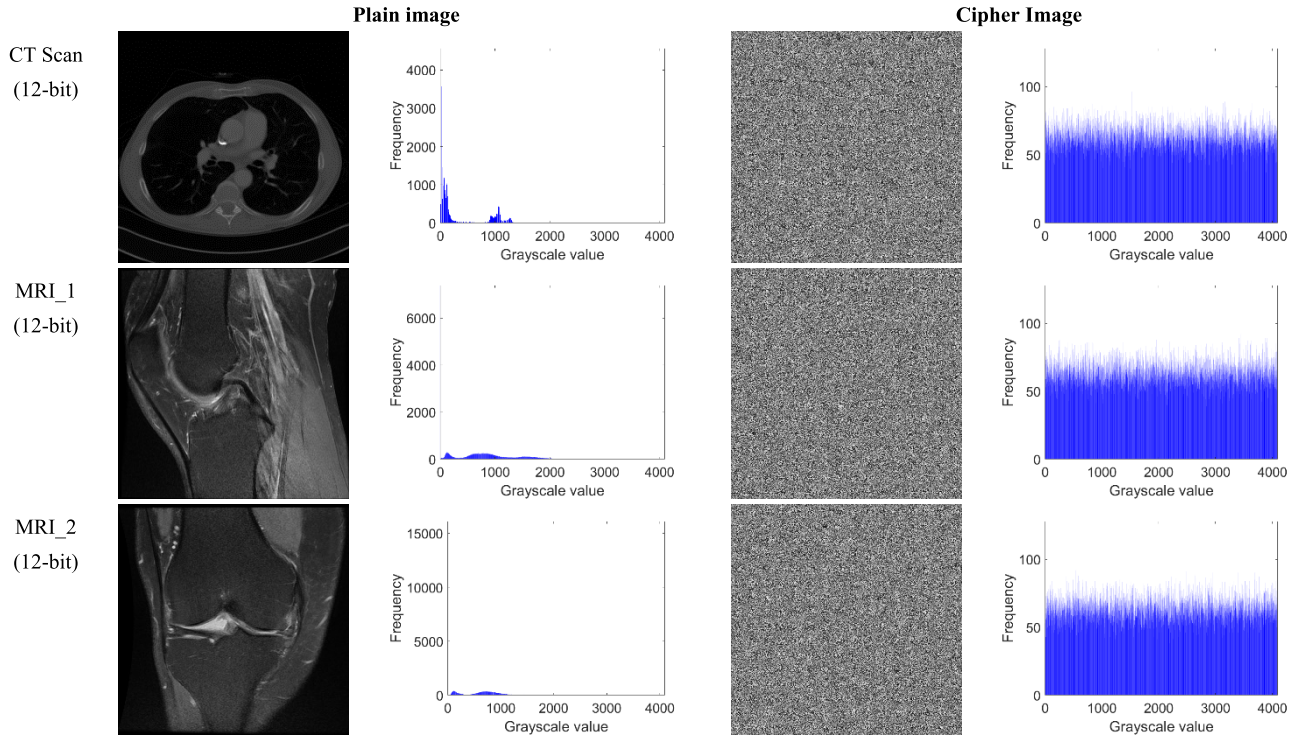 Plain image
Cipher Image
CT Scan
(12-bit)
Frequency
4000
3000
2000
1000
0
0 1000 2000 3000 4000
Grayscale value
Frequency
100
50
0
0 1000 2000 3000 4000
Grayscale value
MRI_1
(12-bit)
Frequency
6000
4000
2000
0
0 1000 2000 3000 4000
Grayscale value
Frequency
100
50
0
0 1000 2000 3000 4000
Grayscale value
MRI_2
(12-bit)
Frequency
15000
10000
5000
0
0 1000 2000 3000 4000
Grayscale value
Frequency
100
50
0
0 1000 2000 3000 4000
Grayscale value